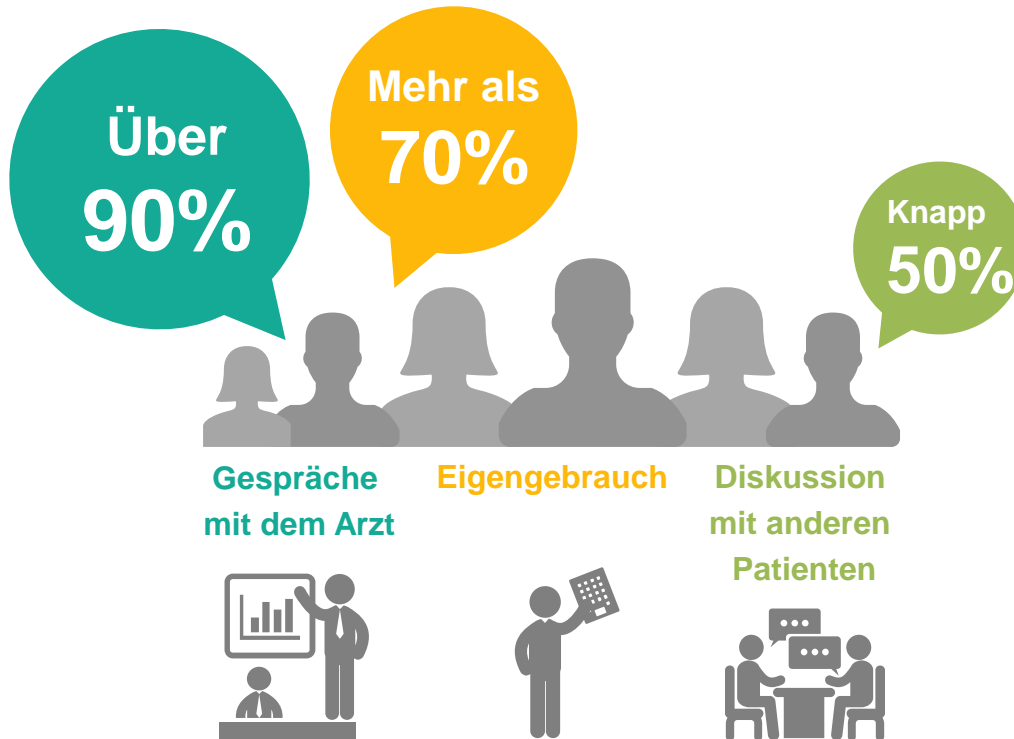 Über
90%
Mehr als
70%
Knapp
50%
Gespräche
mit dem Arzt
Eigengebrauch
Diskussion
mit anderen
Patienten